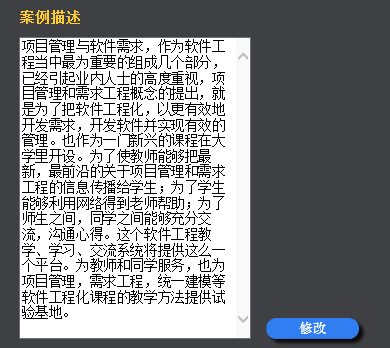 案例描述
项目管理与软件需求，作为软件工
程当中最为重要的组成几个部分，
已经引起业内人士的高度重视，项
目管理和需求工程概念的提出，就
是为了把软件工程化，以更有效地
开发需求，开发软件并实现有效的
管理。也作为一门新兴的课程在大
学里开设。为了使教师能够把最
新，最前沿的关于项目管理和需求
工程的信息传播给学生；为了学生
能够利用网络得到老师帮助；为了
师生之间，同学之间能够充分交
流，沟通心得。这个软件工程教
学、学习、交流系统将提供这么一
个平台。为教师和同学服务，也为
项目管理，需求工程，统一建模等
软件工程化课程的教学方法提供试
验基地。
修改